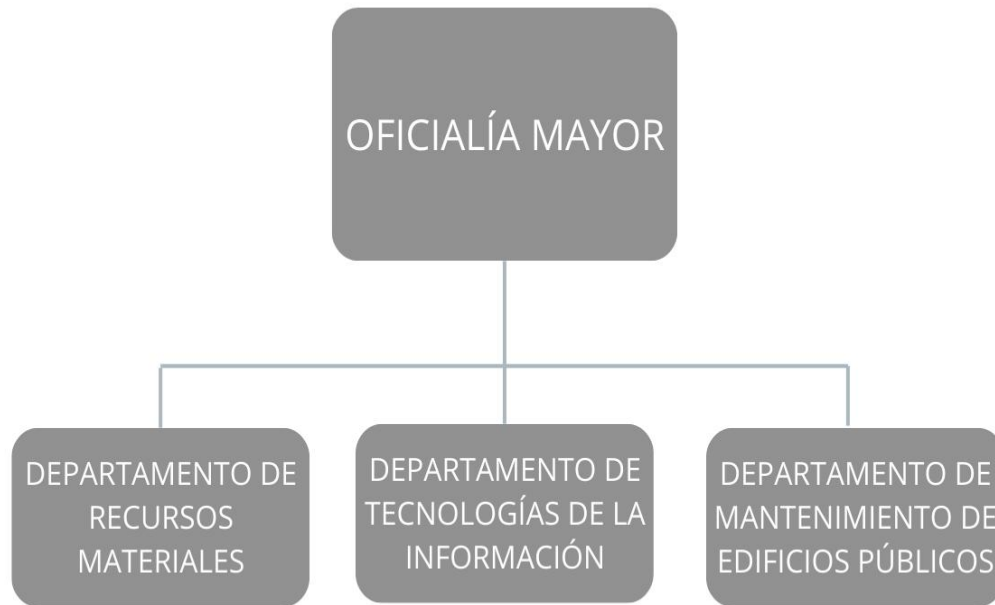 OFICIALÍA MAYOR
DEPARTAMENTO DE
RECURSOS
MATERIALES
DEPARTAMENTO DE
TECNOLOGÍAS DE LA
INFORMACIÓN
DEPARTAMENTO DE
MANTENIMIENTO DE
EDIFICIOS PÚBLICOS